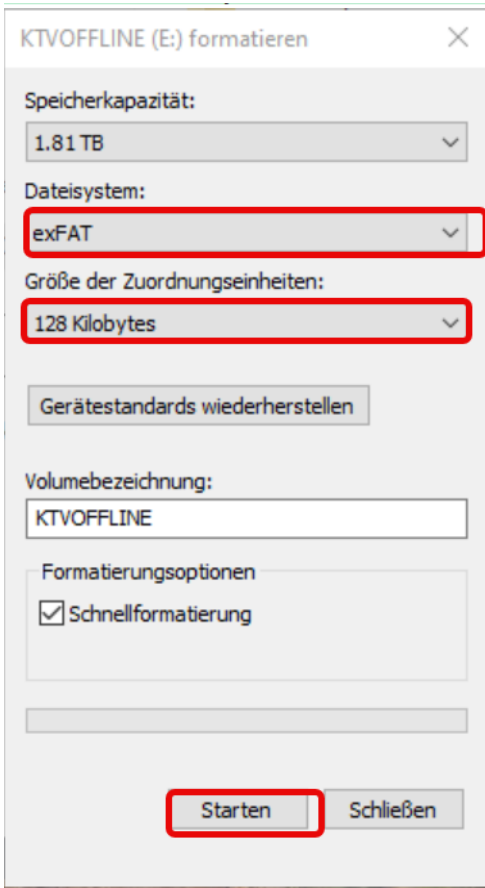 KTVOFFLINE (E:) formatieren
Speicherkapazität:
1.81 TB
Dateisystem:
exFAT
Größe der Zuordnungseinheiten:
128 Kilobytes
Gerätestandards wiederherstellen
Volumebezeichnung:
KTVOFFLINE
Formatierungsoptionen
Schnellformatierung
Starten
Schließen